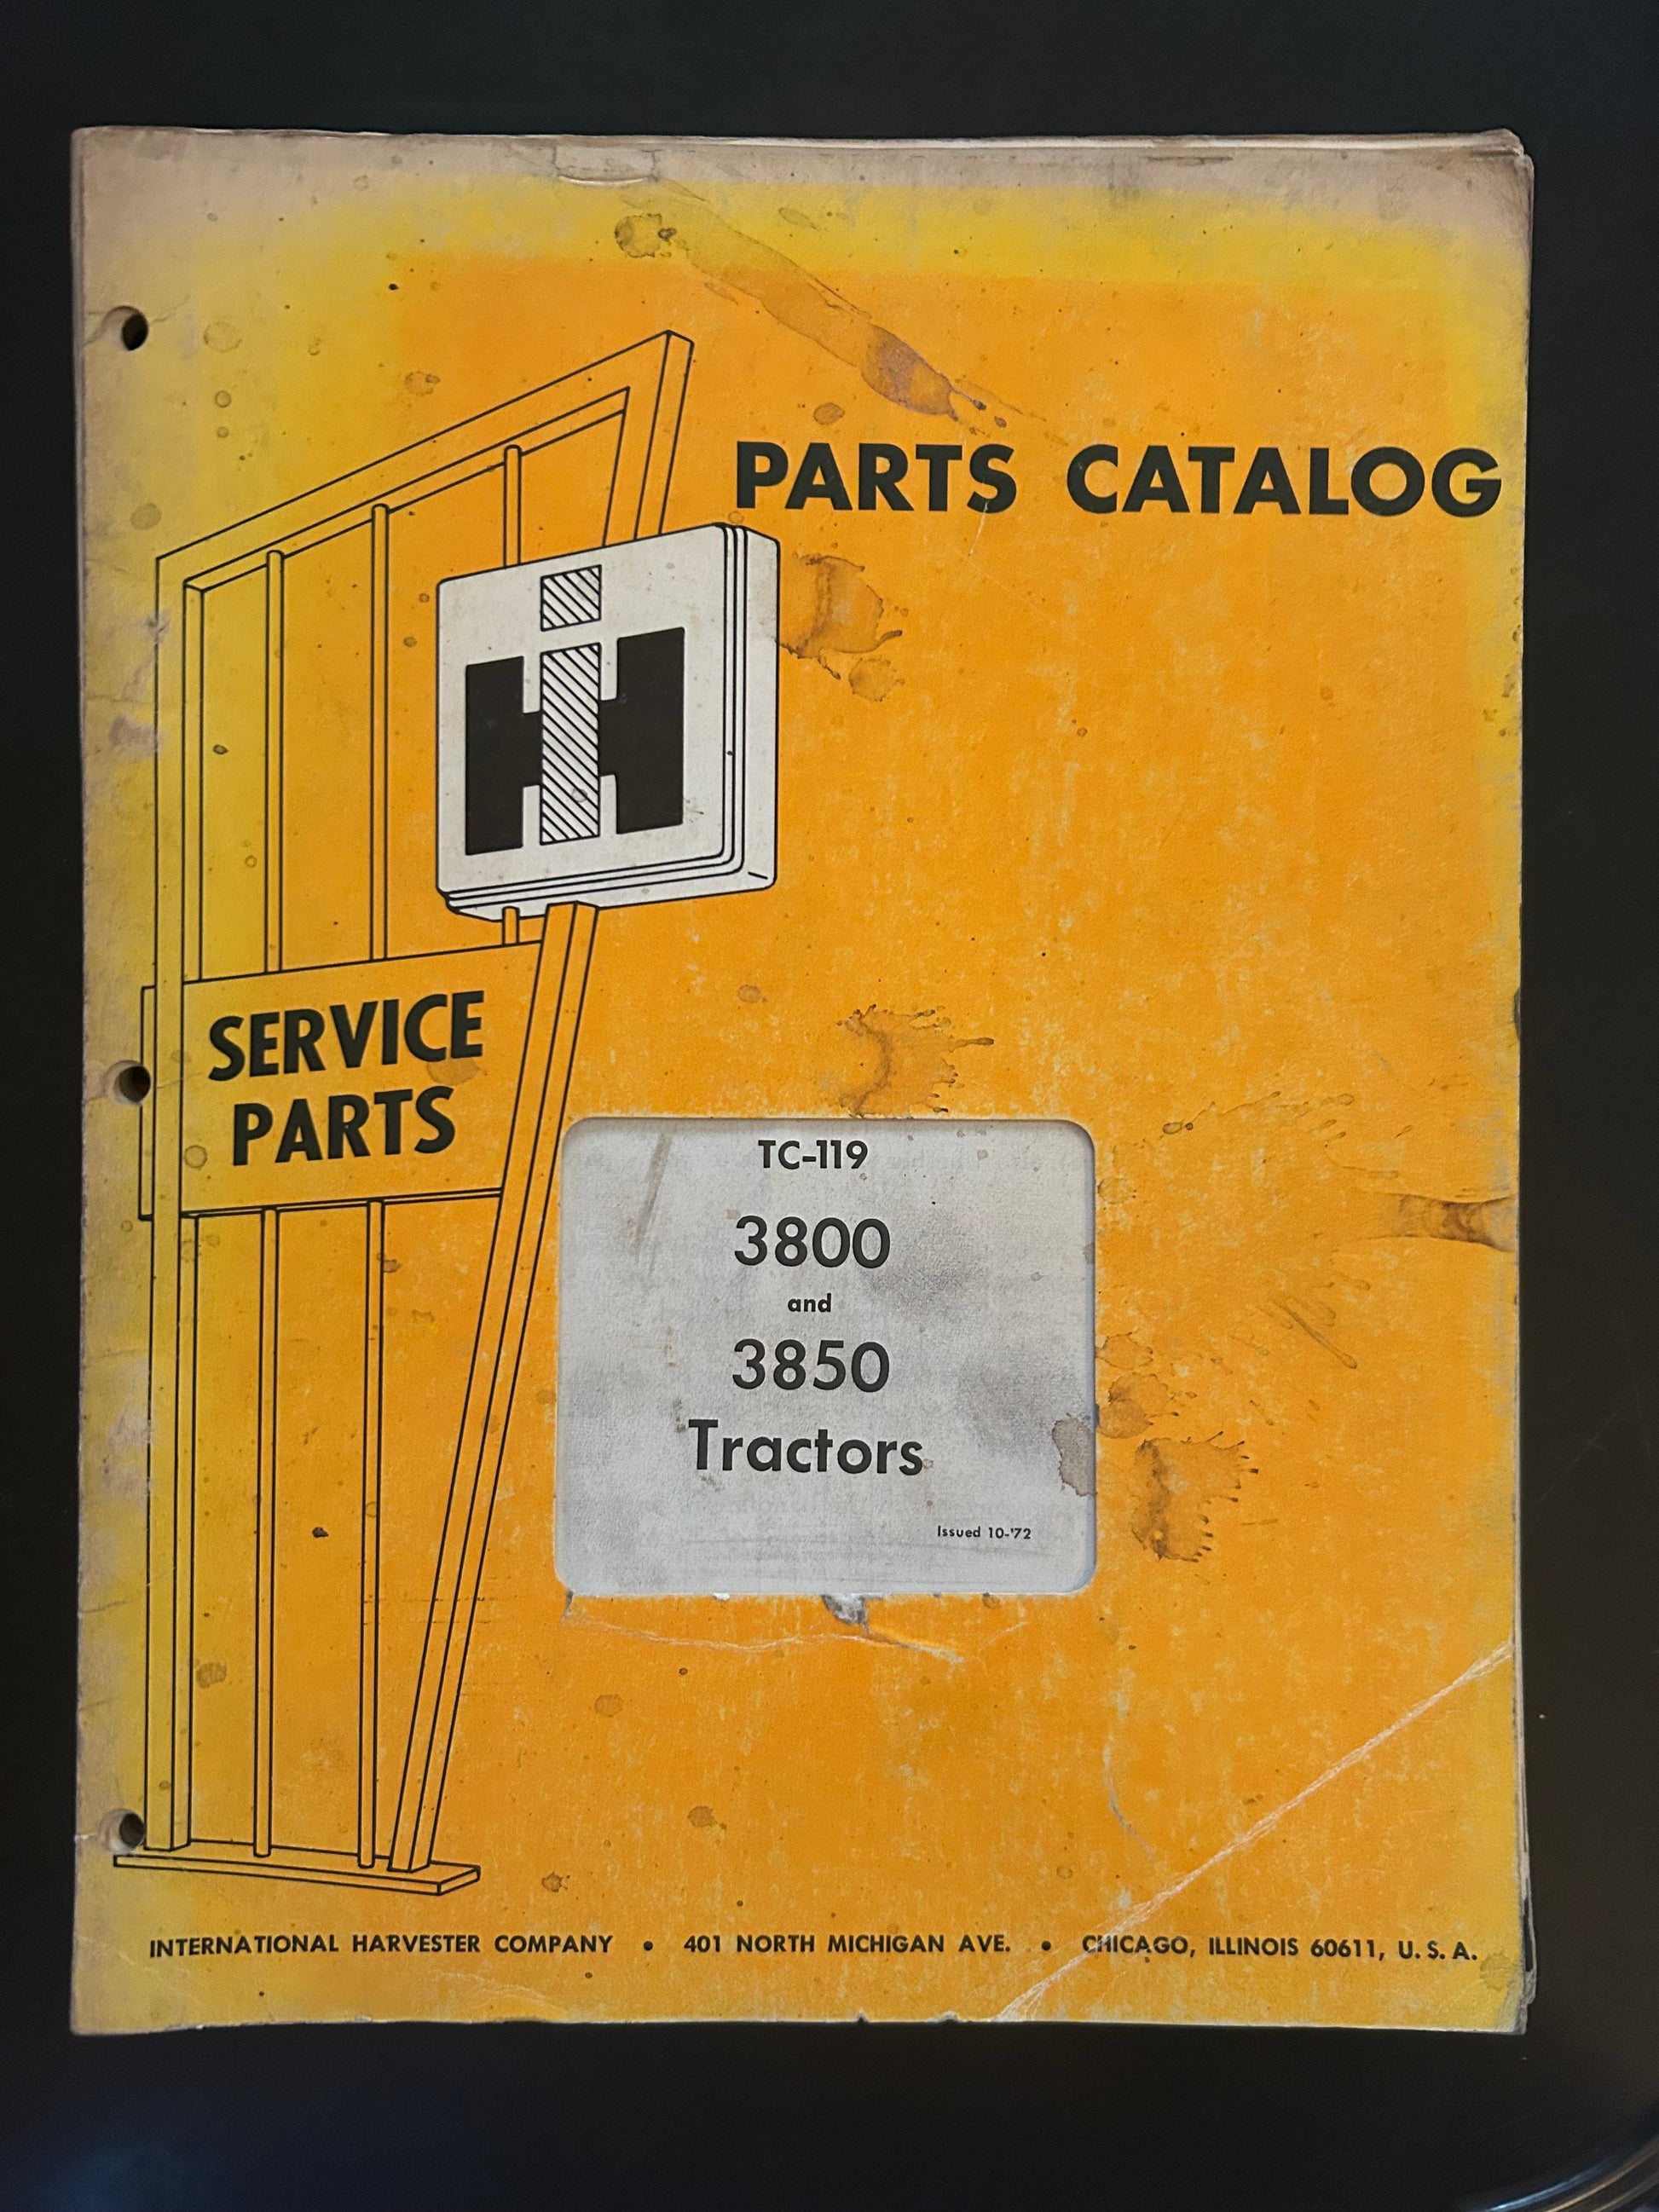 PARTS CATALOG
IH
SERVICE
PARTS
TC-119
3800
and
3850
Tractors
Issued 10-'72
INTERNATIONAL HARVESTER COMPANY • 401 NORTH MICHIGAN AVE. • CHICAGO, ILLINOIS 60611, U. S. A.